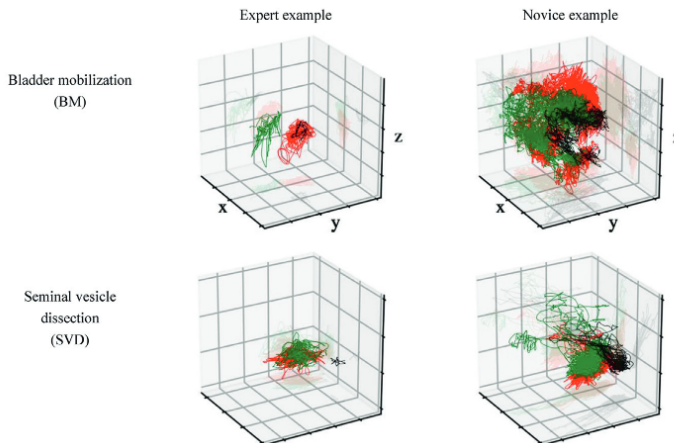 Expert example
Novice example
Bladder mobilization
(BM)
z
x
y
z
x
y
Seminal vesicle
dissection
(SVD)